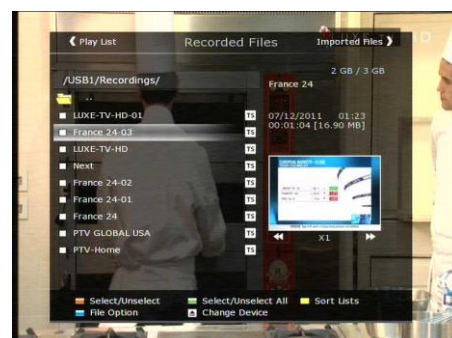 ❮ Play List Recorded Files Imported Files ❯
2 GB / 3 GB
/USB1/Recordings/
France 24
..
LUXE-TV-HD-01 TS
07/12/2011 01:23
France 24-03 TS
00:01:04 [16.90 MB]
LUXE-TV-HD TS
Next TS
France 24-02 TS
France 24-01 TS
France 24 TS
PTV GLOBAL USA TS
X1
PTV-Home TS
Select/Unselect Select/Unselect All Sort Lists
File Option Change Device